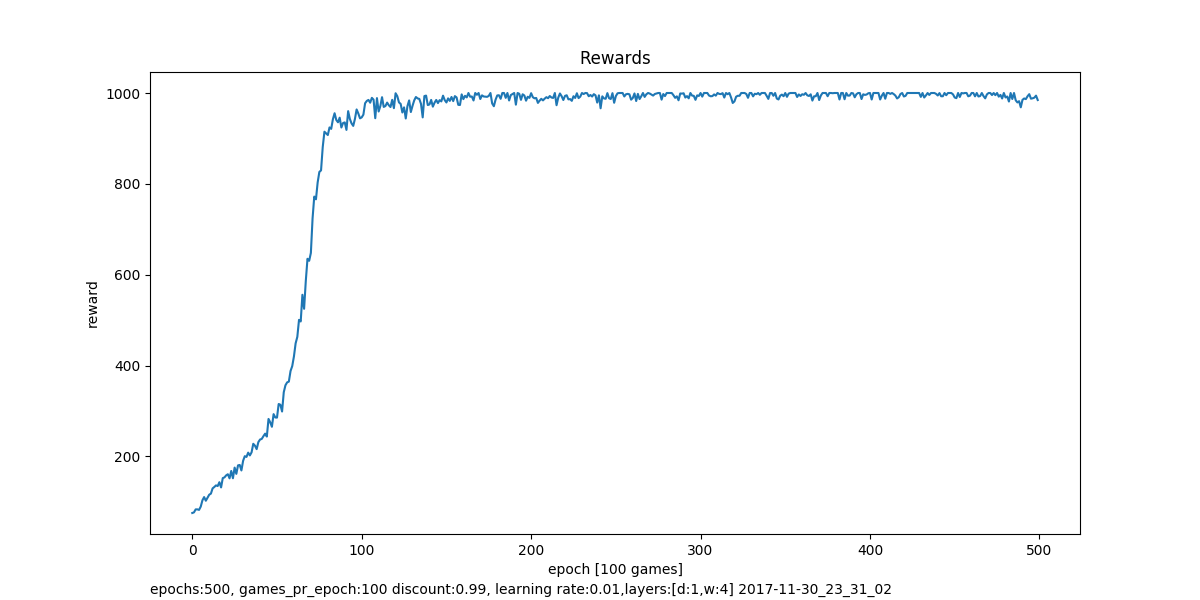 Rewards
1000
800
600
400
200
reward
0 100 200 300 400 500
epoch [100 games]
epochs:500, games_pr_epoch:100 discount:0.99, learning rate:0.01,layers:[d:1,w:4] 2017-11-30_23_31_02